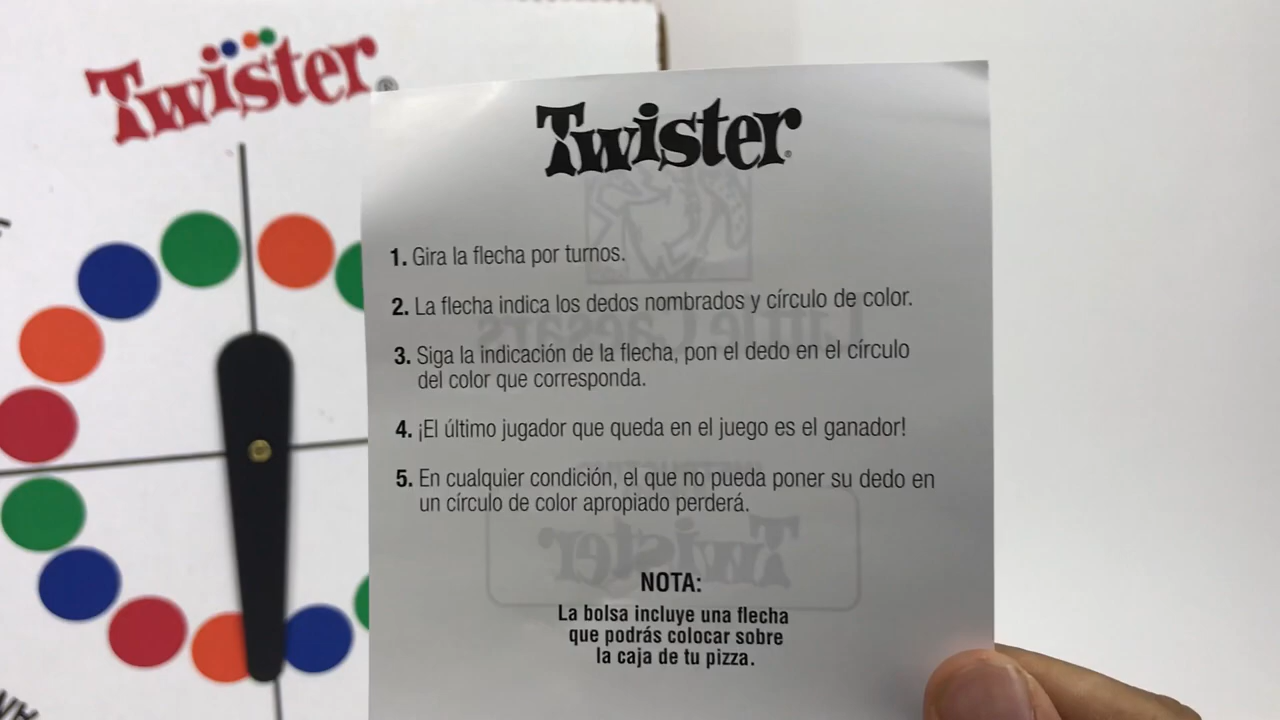 Twister®
Twister®
1. Gira la flecha por turnos.
2. La flecha indica los dedos nombrados y círculo de color.
3. Siga la indicación de la flecha, pon el dedo en el círculo
del color que corresponda.
4. ¡El último jugador que queda en el juego es el ganador!
5. En cualquier condición, el que no pueda poner su dedo en
un círculo de color apropiado perderá.
NOTA:
La bolsa incluye una flecha
que podrás colocar sobre
la caja de tu pizza.
Little Caesars
Twister